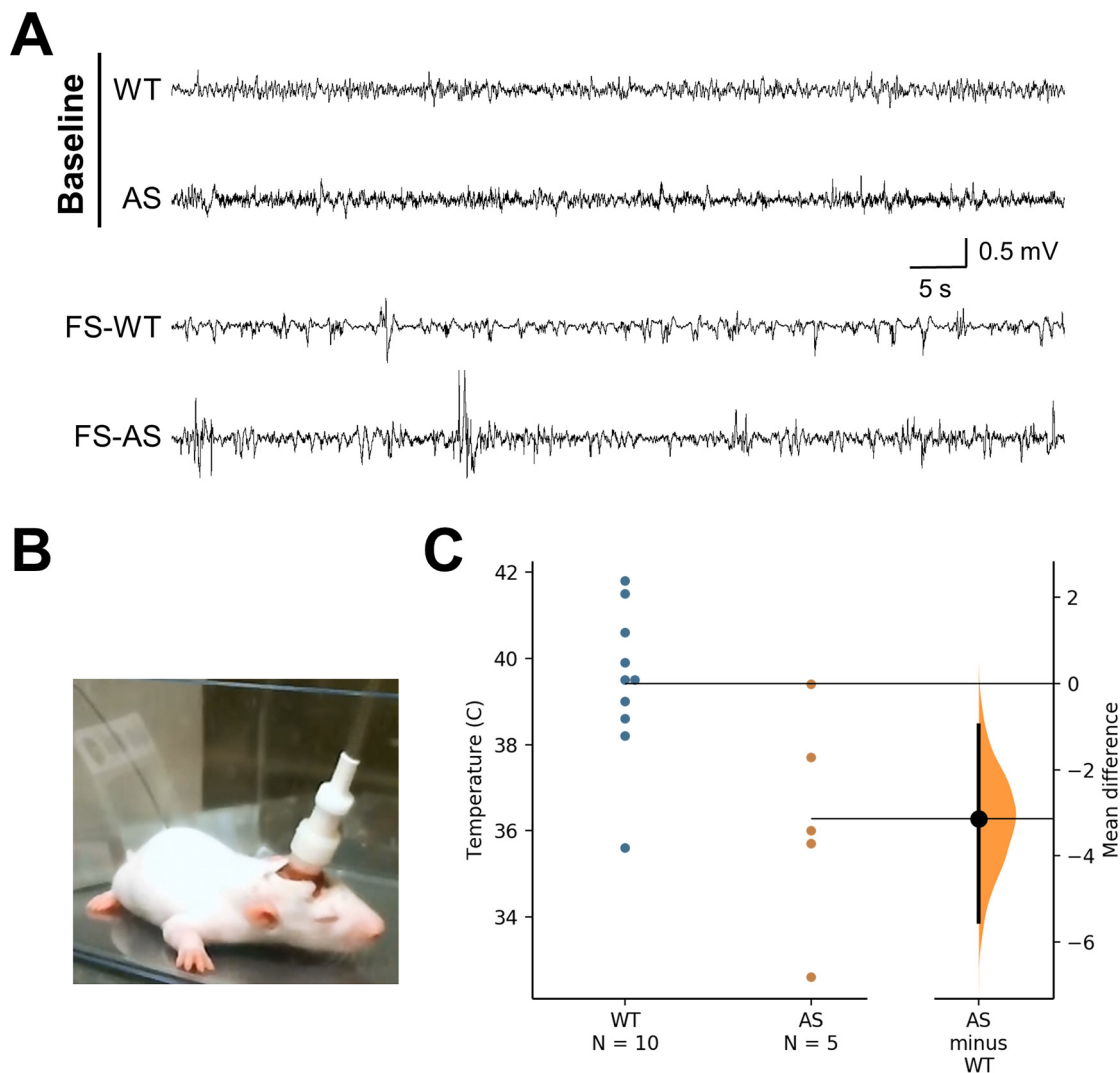 A
Baseline
WT
AS
0.5 mV
5 s
FS-WT
FS-AS
B
C
42
40
38
36
34
Temperature (C)
2
0
−2
−4
−6
Mean difference
WT
N = 10
AS
N = 5
AS
minus
WT